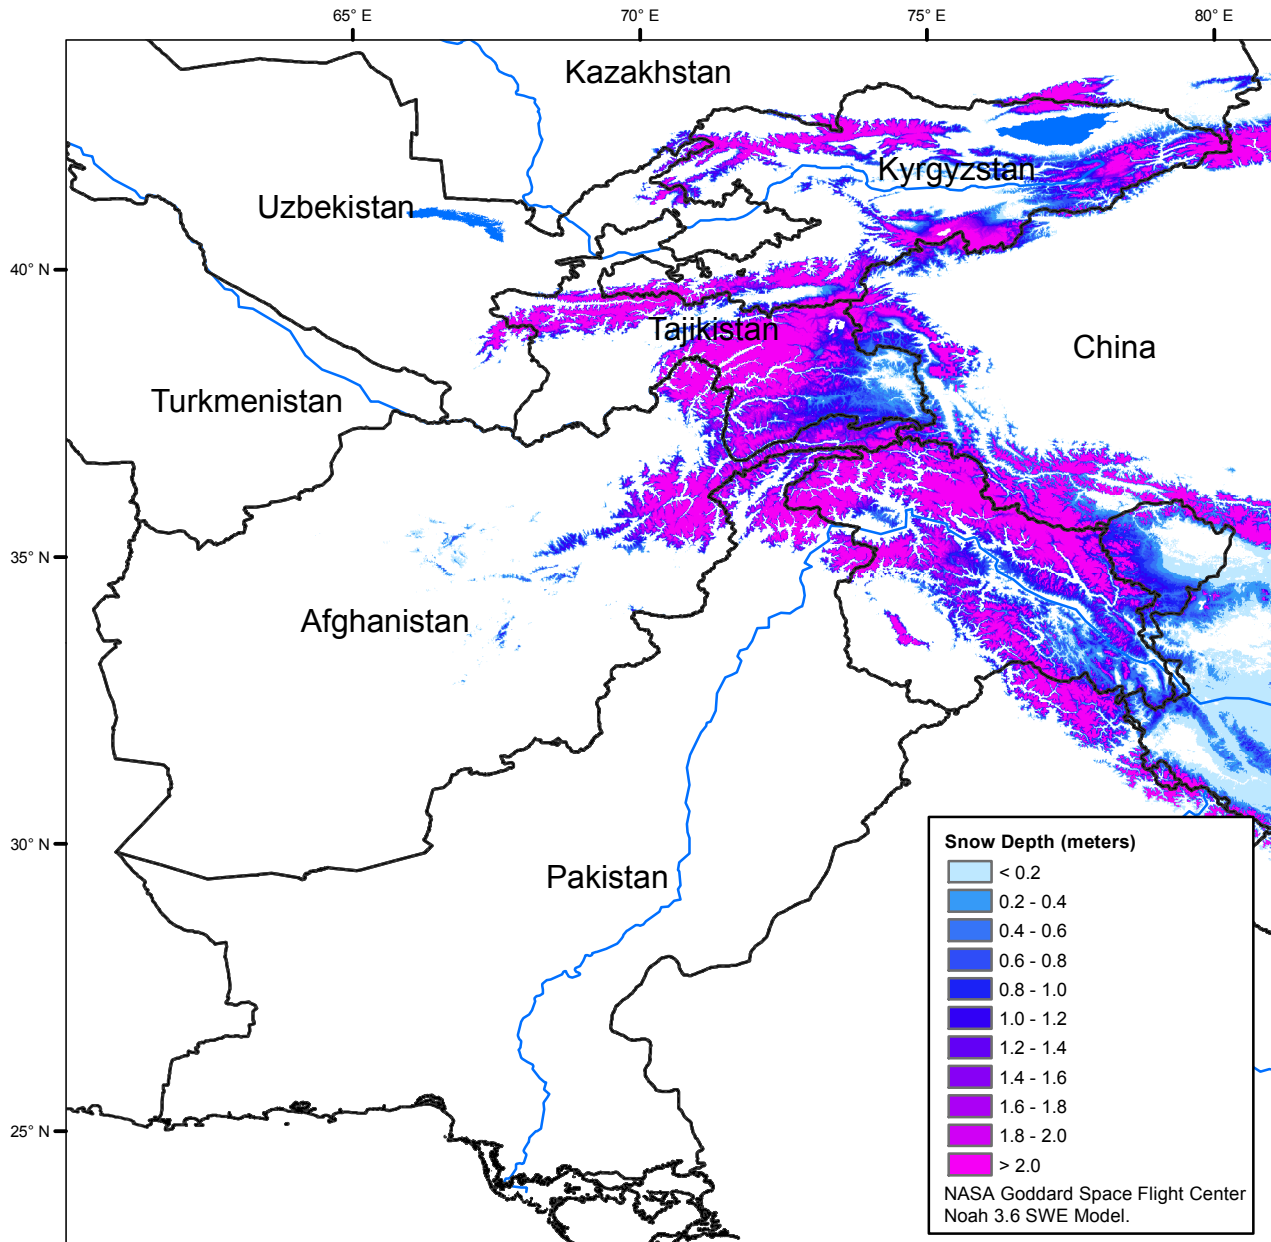 65° E
70° E
75° E
80° E
Kazakhstan
Kyrgyzstan
Uzbekistan
40° N
Tajikistan
China
Turkmenistan
35° N
Afghanistan
30° N
Pakistan
25° N
Snow Depth (meters)
< 0.2
0.2 - 0.4
0.4 - 0.6
0.6 - 0.8
0.8 - 1.0
1.0 - 1.2
1.2 - 1.4
1.4 - 1.6
1.6 - 1.8
1.8 - 2.0
> 2.0
NASA Goddard Space Flight Center
Noah 3.6 SWE Model.